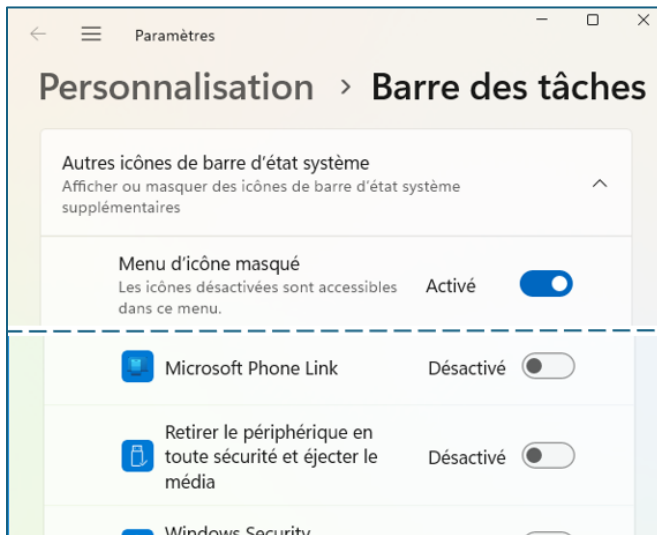 Paramètres
Personnalisation > Barre des tâches
Autres icônes de barre d'état système
Afficher ou masquer des icônes de barre d'état système
supplémentaires
Menu d'icône masqué
Les icônes désactivées sont accessibles
dans ce menu.
Activé
Microsoft Phone Link
Désactivé
Retirer le périphérique en
toute sécurité et éjecter le
média
Désactivé
Windows Security